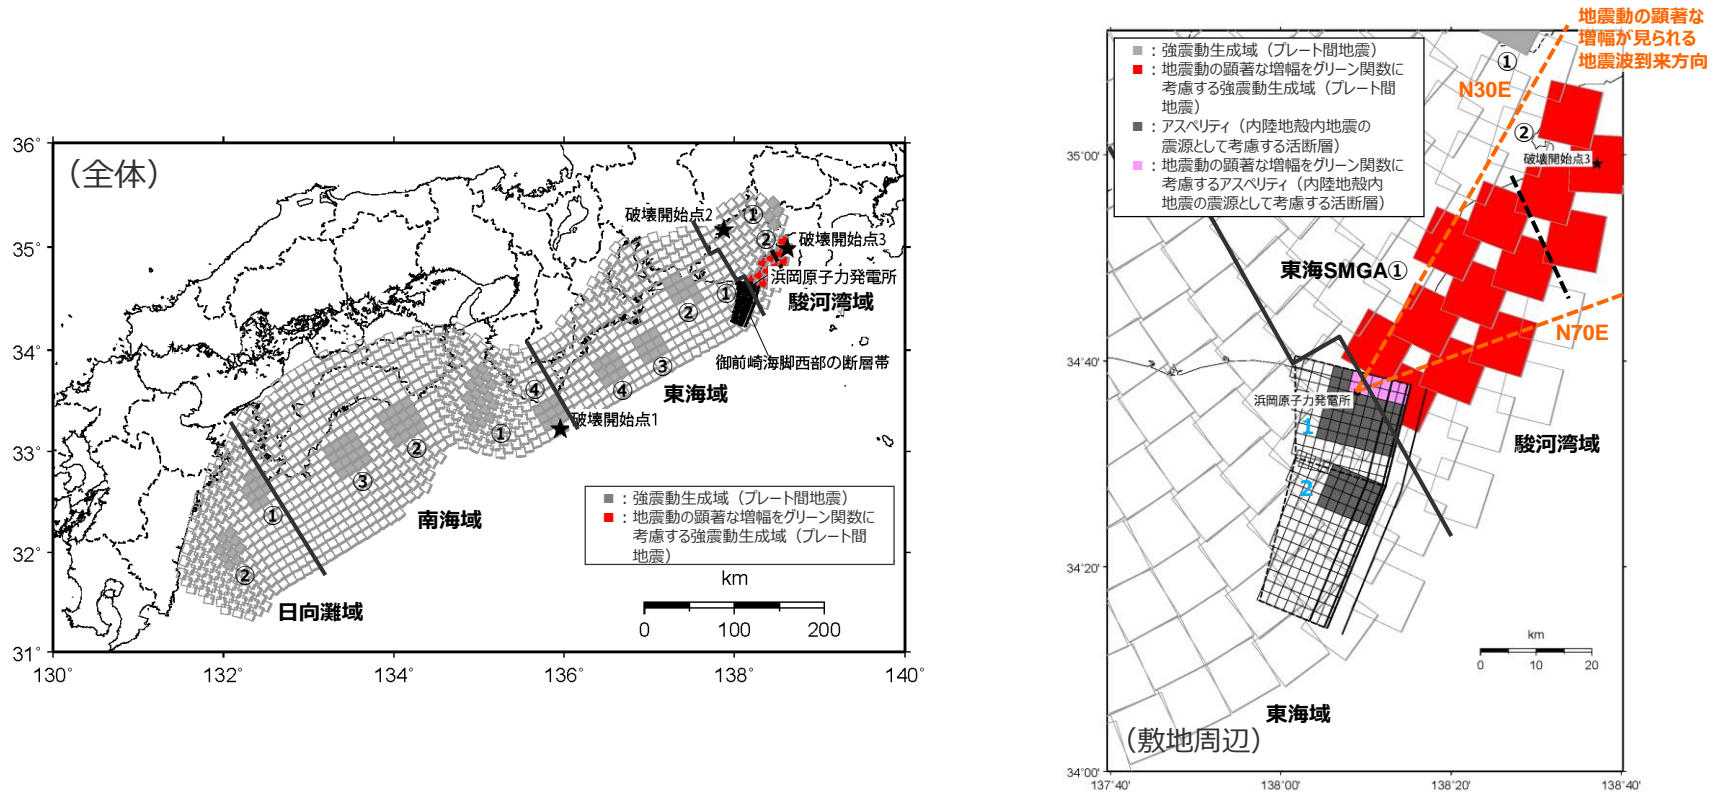 （全体）
36°
35°
34°
33°
32°
31°
130
132
134
136
138
140
破壊開始点2
①
②
破壊開始点3
浜岡原子力発電所
駿河湾域
①
②
御前崎海脚西部の断層帯
③
④
東海域
④
破壊開始点1
①
②
③
南海域
①
②
日向灘域
■：強震動生成域（プレート間地震）
■：地震動の顕著な増幅をグリーン関数に
考慮する強震動生成域（プレート間
地震）
km
0 100 200
地震動の顕著な
増幅が見られる
地震波到来方向
■：強震動生成域（プレート間地震）
■：地震動の顕著な増幅をグリーン関数に
考慮する強震動生成域（プレート間
地震）
■：アスペリティ（内陸地殻内地震の
震源として考慮する活断層）
■：地震動の顕著な増幅をグリーン関数に
考慮するアスペリティ（内陸地殻内
地震の震源として考慮する活断層）
①
N30E
②
破壊開始点3
東海SMGA①
N70E
浜岡原子力発電所
1
2
駿河湾域
東海域
（敷地周辺）
km
0 10 20
35°00'
34°40'
34°20'
34°00'
137°40'
138°00'
138°20'
138°40'